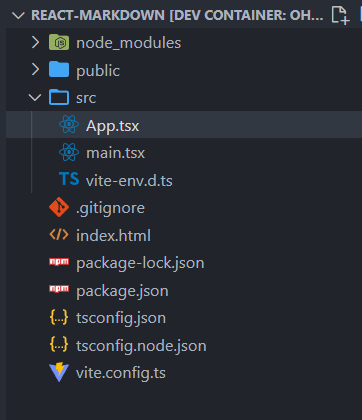 REACT-MARKDOWN [DEV CONTAINER: OH...
node_modules
public
src
App.tsx
main.tsx
TS vite-env.d.ts
.gitignore
index.html
npm package-lock.json
npm package.json
{..} tsconfig.json
{..} tsconfig.node.json
vite.config.ts